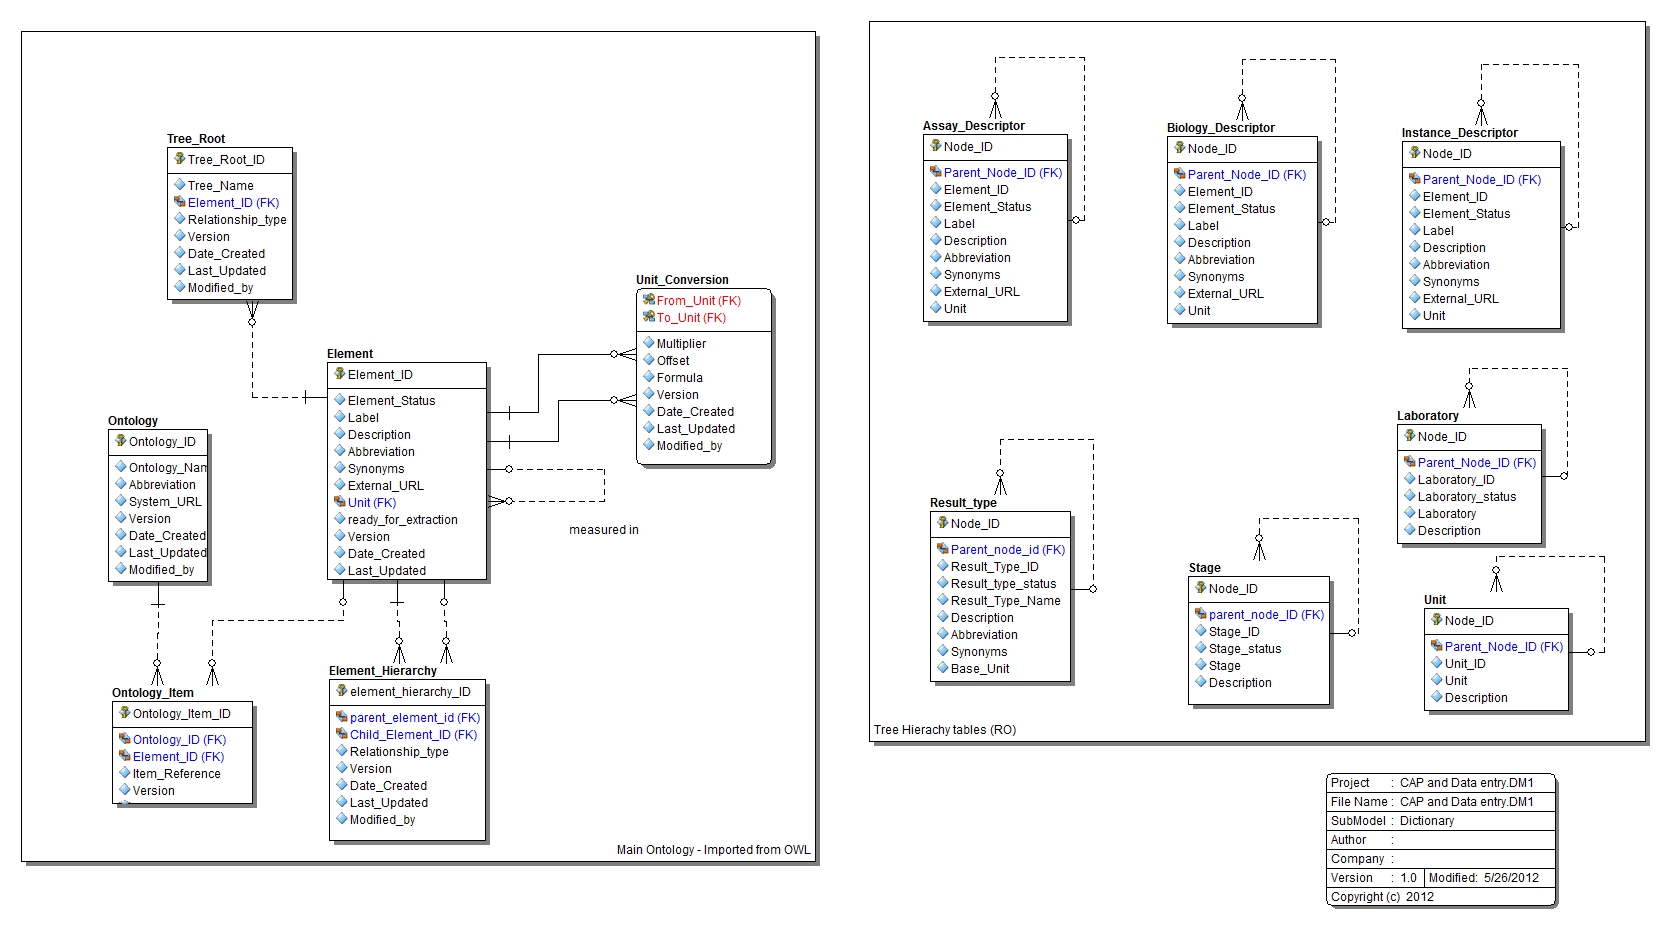 Tree_Root
Tree_Root_ID
Tree_Name
Element_ID (FK)
Relationship_type
Version
Date_Created
Last_Updated
Modified_by
Unit_Conversion
From_Unit (FK)
To_Unit (FK)
Multiplier
Offset
Formula
Version
Date_Created
Last_Updated
Modified_by
Element
Element_ID
Element_Status
Label
Description
Abbreviation
Synonyms
External_URL
Unit (FK)
ready_for_extraction
Version
Date_Created
Last_Updated
measured in
Ontology
Ontology_ID
Ontology_Nam
Abbreviation
System_URL
Version
Date_Created
Last_Updated
Modified_by
Ontology_Item
Ontology_Item_ID
Ontology_ID (FK)
Element_ID (FK)
Item_Reference
Version
Element_Hierarchy
element_hierarchy_ID
parent_element_id (FK)
Child_Element_ID (FK)
Relationship_type
Version
Date_Created
Last_Updated
Modified_by
Main Ontology - Imported from OWL
Assay_Descriptor
Node_ID
Parent_Node_ID (FK)
Element_ID
Element_Status
Label
Description
Abbreviation
Synonyms
External_URL
Unit
Biology_Descriptor
Node_ID
Parent_Node_ID (FK)
Element_ID
Element_Status
Label
Description
Abbreviation
Synonyms
External_URL
Unit
Instance_Descriptor
Node_ID
Parent_Node_ID (FK)
Element_ID
Element_Status
Label
Description
Abbreviation
Synonyms
External_URL
Unit
Laboratory
Node_ID
Parent_Node_ID (FK)
Laboratory_ID
Laboratory_status
Laboratory
Description
Result_type
Node_ID
Parent_node_id (FK)
Result_Type_ID
Result_type_status
Result_Type_Name
Description
Abbreviation
Synonyms
Base_Unit
Stage
Node_ID
parent_node_ID (FK)
Stage_ID
Stage_status
Stage
Description
Unit
Node_ID
Parent_Node_ID (FK)
Unit_ID
Unit
Description
Tree Hierachy tables (RO)
Project : CAP and Data entry.DM1
File Name : CAP and Data entry.DM1
SubModel : Dictionary
Author :
Company :
Version : 1.0 Modified: 5/26/2012
Copyright (c) 2012